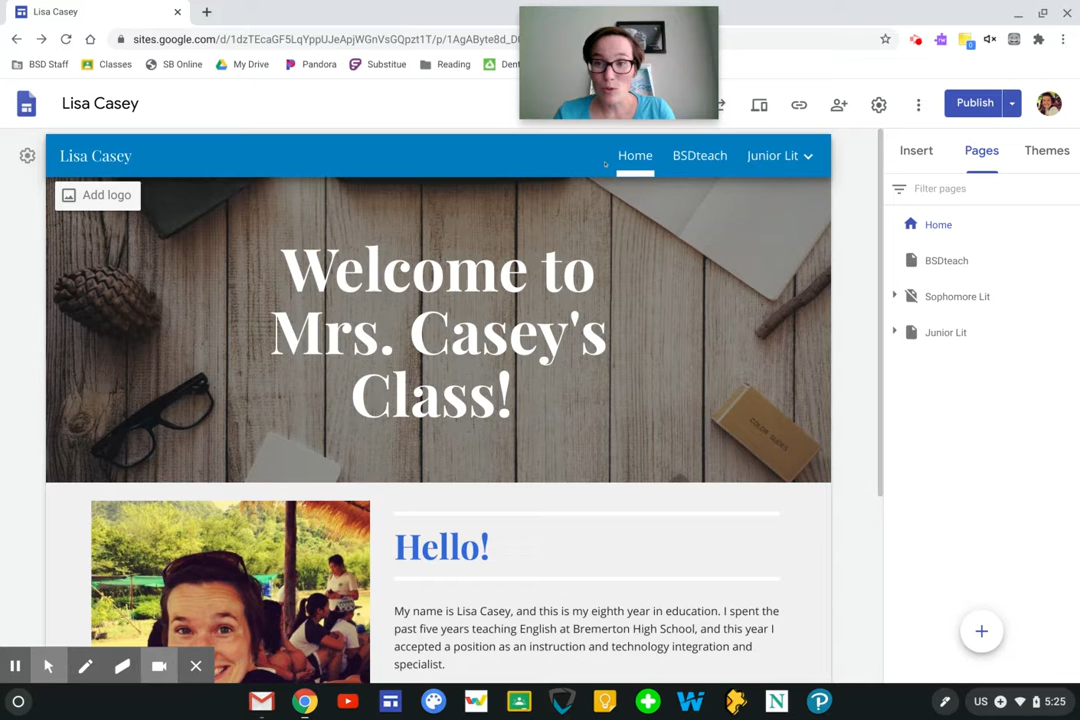 Lisa Casey
sites.google.com/d/1dzTEcaGF5LqYppUJeApjWGnVsGQpzt1T/p/1AgAByte8d_D
BSD Staff
Classes
SB Online
My Drive
Pandora
Substitue
Reading
Dent
Lisa Casey
Publish
Lisa Casey
Home
BSDteach
Junior Lit
Add logo
Welcome to
Mrs. Casey's
Class!
COLOR SLIDES
Hello!
My name is Lisa Casey, and this is my eighth year in education. I spent the
past five years teaching English at Bremerton High School, and this year I
accepted a position as an instruction and technology integration and
specialist.
Insert
Pages
Themes
Filter pages
Home
BSDteach
Sophomore Lit
Junior Lit
US
5:25